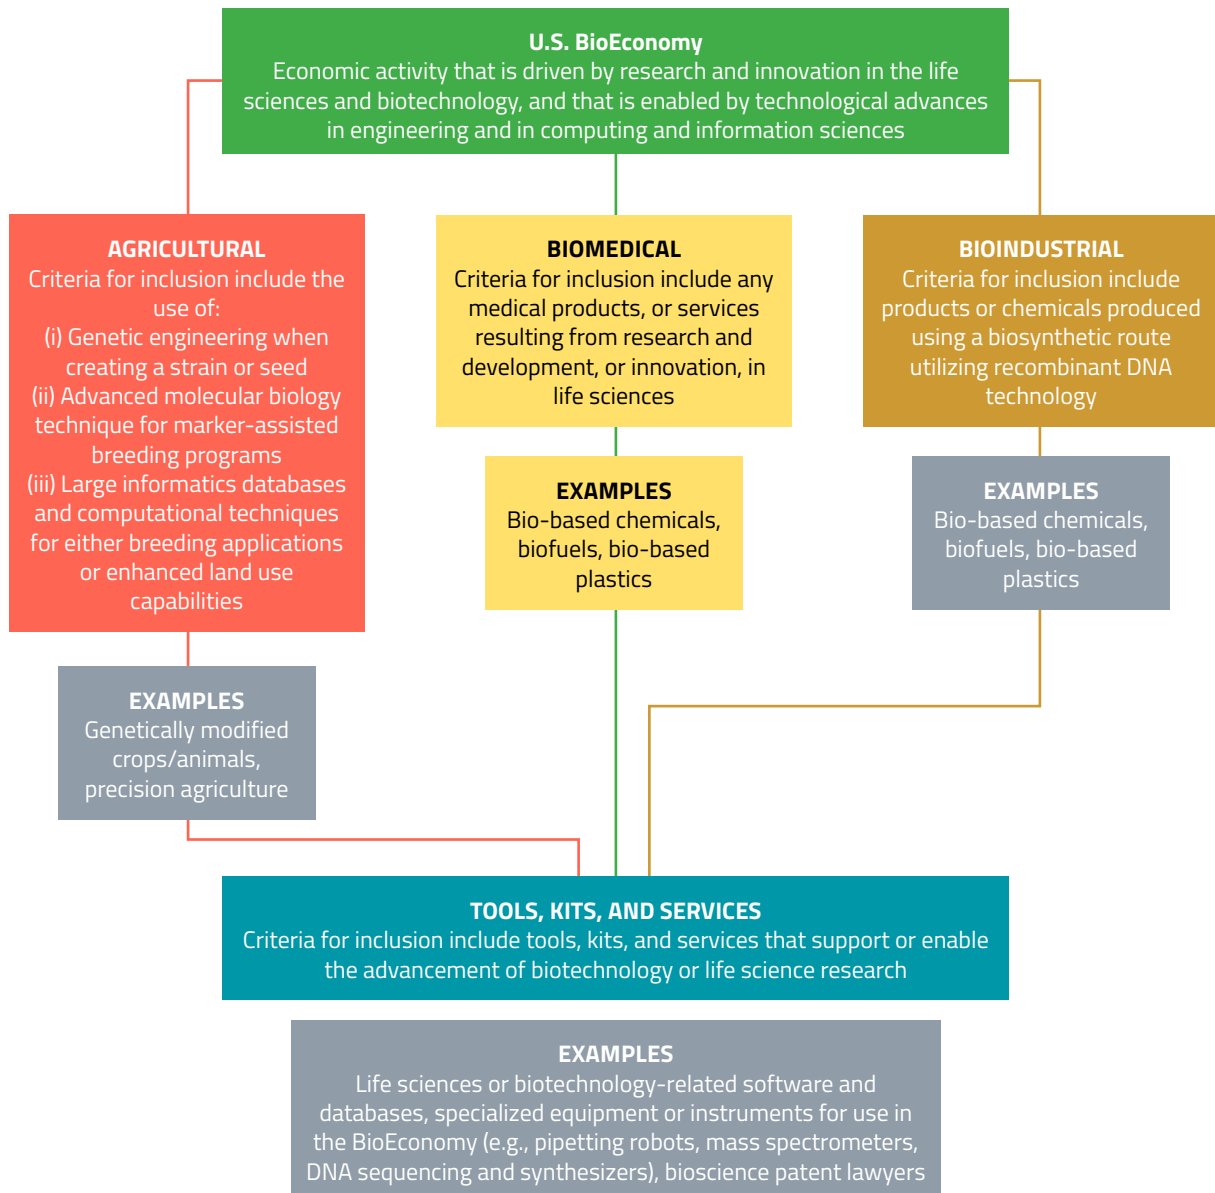 U.S. BioEconomy
Economic activity that is driven by research and innovation in the life
sciences and biotechnology, and that is enabled by technological advances
in engineering and in computing and information sciences
AGRICULTURAL
Criteria for inclusion include the
use of:
(i) Genetic engineering when
creating a strain or seed
(ii) Advanced molecular biology
technique for marker-assisted
breeding programs
(iii) Large informatics databases
and computational techniques
for either breeding applications
or enhanced land use
capabilities
EXAMPLES
Genetically modified
crops/animals,
precision agriculture
BIOMEDICAL
Criteria for inclusion include any
medical products, or services
resulting from research and
development, or innovation, in
life sciences
EXAMPLES
Bio-based chemicals,
biofuels, bio-based
plastics
BIOINDUSTRIAL
Criteria for inclusion include
products or chemicals produced
using a biosynthetic route
utilizing recombinant DNA
technology
EXAMPLES
Bio-based chemicals,
biofuels, bio-based
plastics
TOOLS, KITS, AND SERVICES
Criteria for inclusion include tools, kits, and services that support or enable
the advancement of biotechnology or life science research
EXAMPLES
Life sciences or biotechnology-related software and
databases, specialized equipment or instruments for use in
the BioEconomy (e.g., pipetting robots, mass spectrometers,
DNA sequencing and synthesizers), bioscience patent lawyers